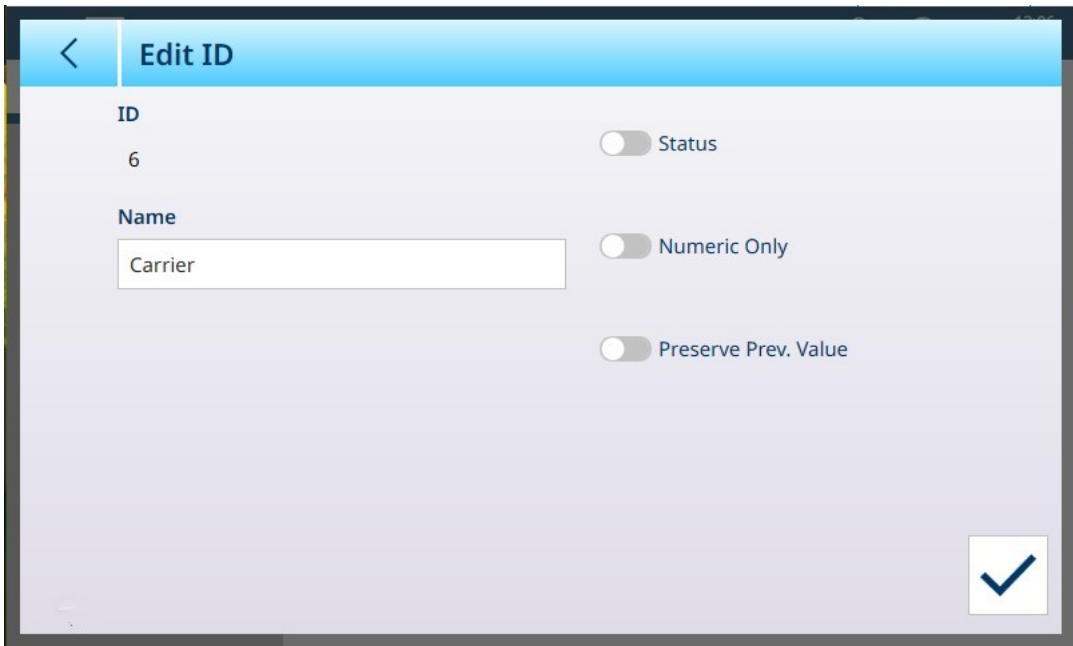 Edit ID
ID
6
Status
Name
Numeric Only
Carrier
Preserve Prev. Value